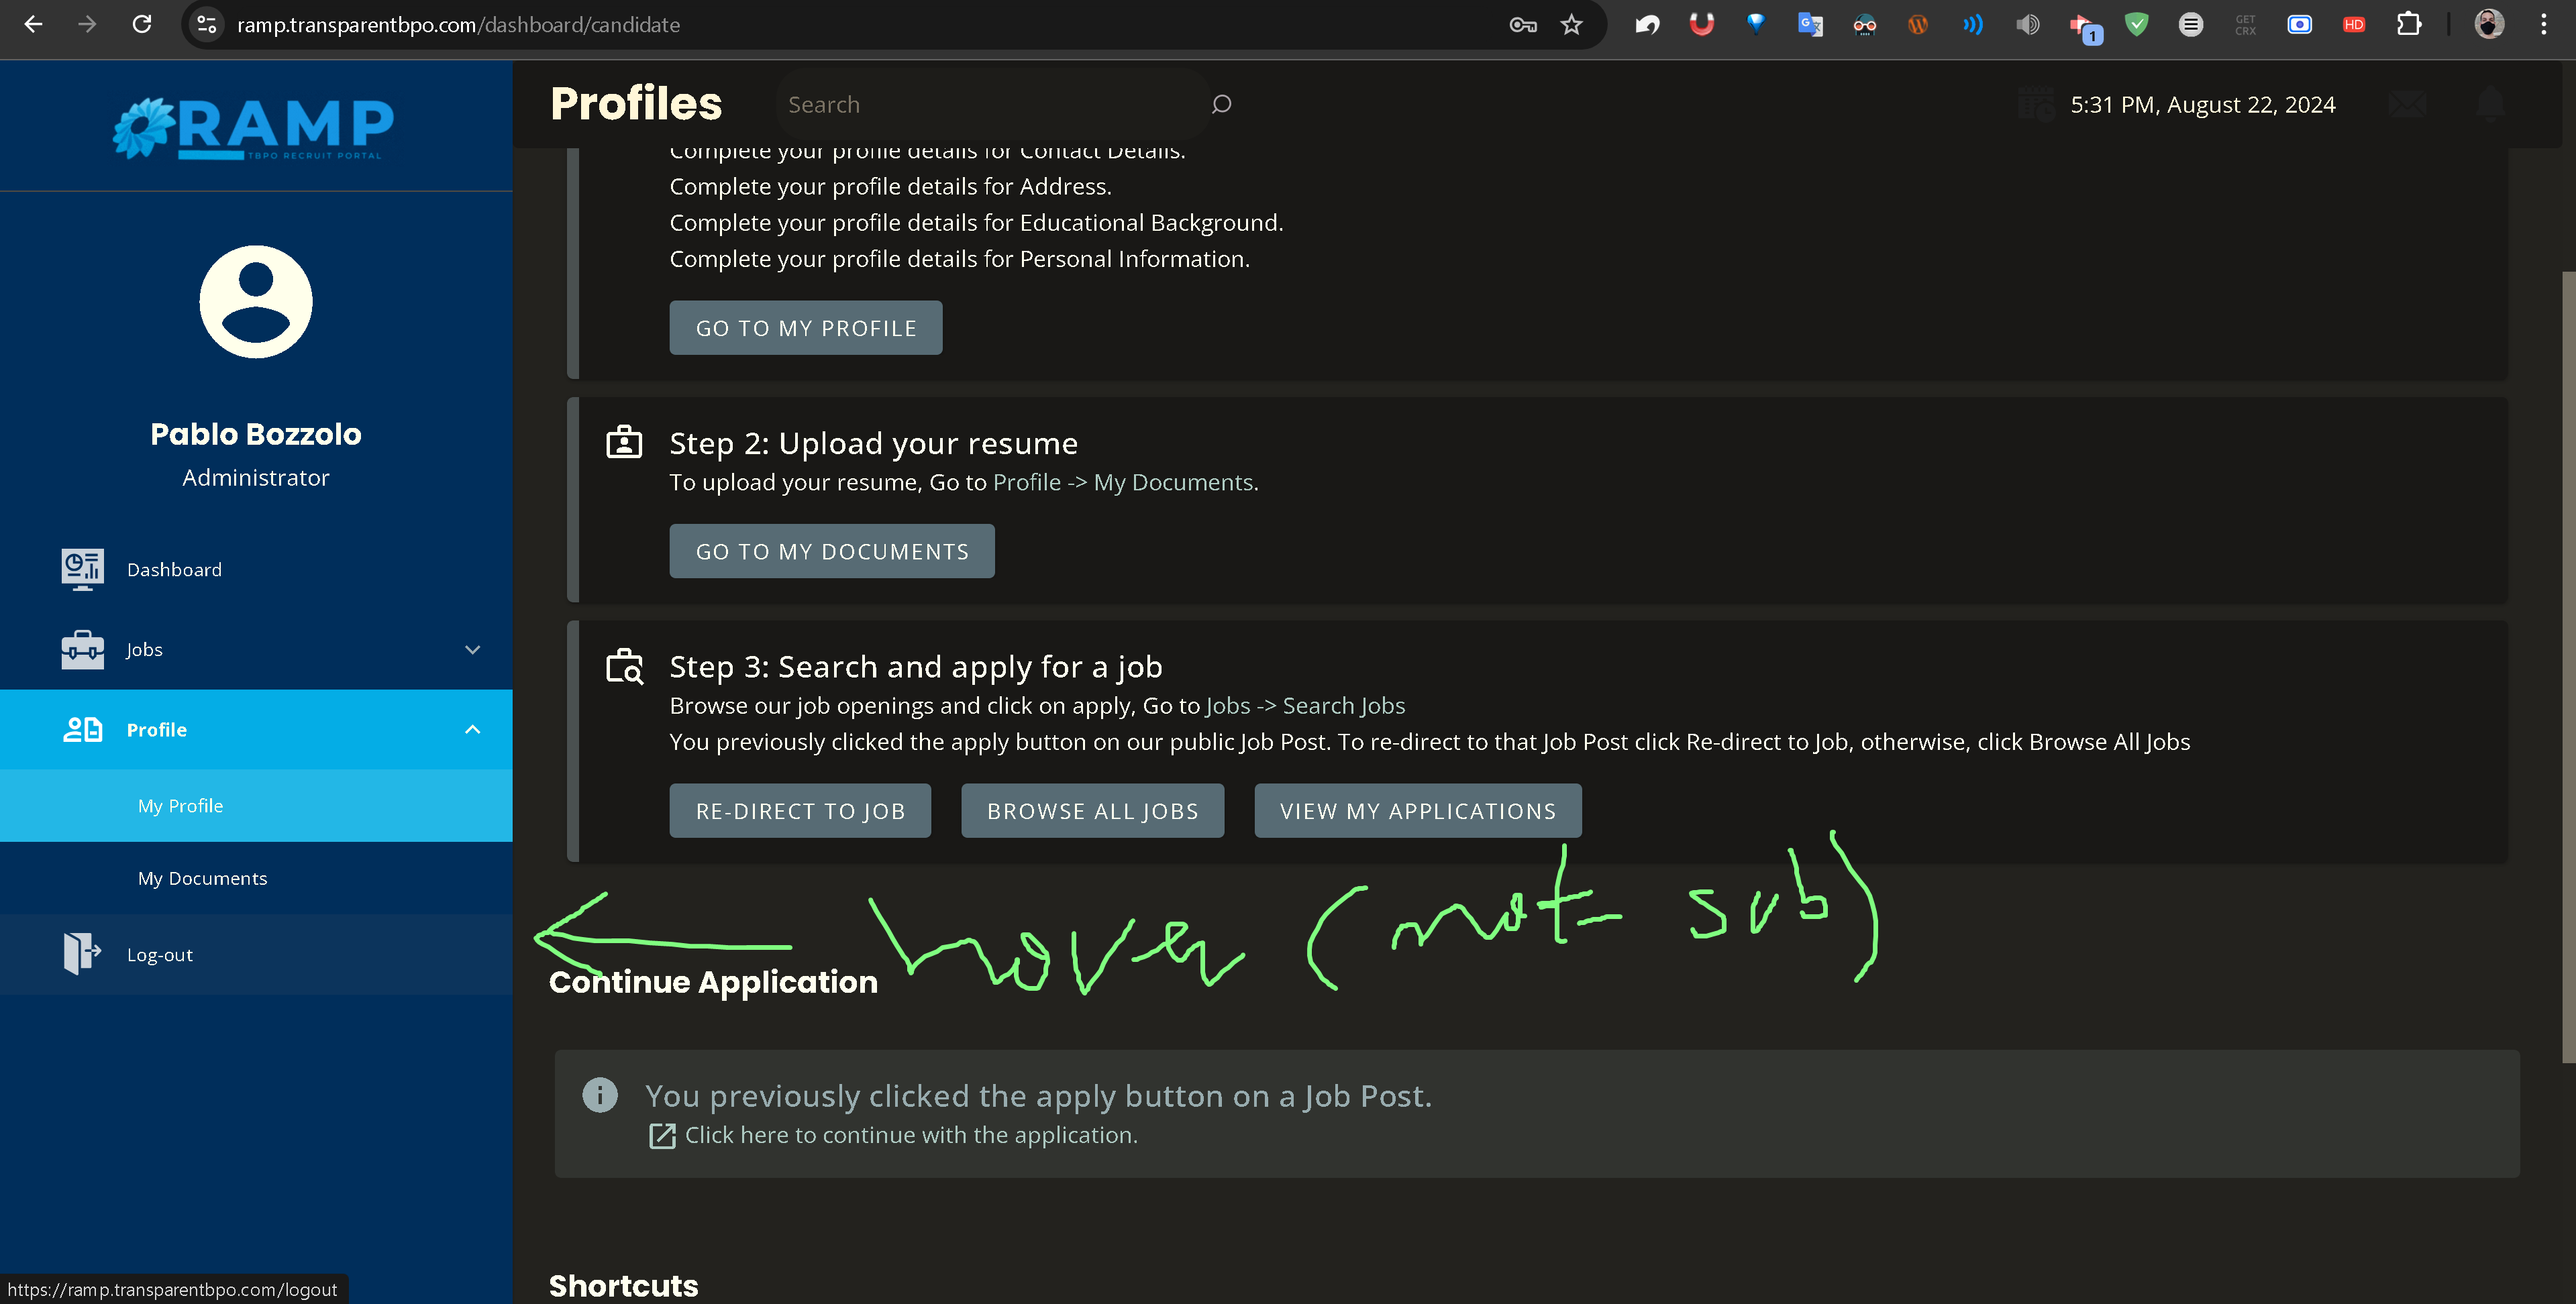 ramp.transparentbpo.com/dashboard/candidate
1
GET
CRX
HD
RAMP
TBPO RECRUIT PORTAL
Pablo Bozzolo
Administrator
Dashboard
Jobs
Profile
My Profile
My Documents
Log-out
https://ramp.transparentbpo.com/logout
Profiles
Search
5:31 PM, August 22, 2024
Complete your profile details for Contact Details.
Complete your profile details for Address.
Complete your profile details for Educational Background.
Complete your profile details for Personal Information.
GO TO MY PROFILE
Step 2: Upload your resume
To upload your resume, Go to Profile -> My Documents.
GO TO MY DOCUMENTS
Step 3: Search and apply for a job
Browse our job openings and click on apply, Go to Jobs -> Search Jobs
You previously clicked the apply button on our public Job Post. To re-direct to that Job Post click Re-direct to Job, otherwise, click Browse All Jobs
RE-DIRECT TO JOB
BROWSE ALL JOBS
VIEW MY APPLICATIONS
hover (not sub)
Continue Application
You previously clicked the apply button on a Job Post.
Click here to continue with the application.
Shortcuts